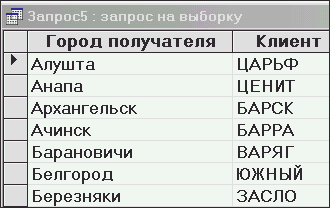 Запрос5 : запрос на выборку
Город получателя Клиент
Алушта ЦАРЬФ
Анапа ЦЕНИТ
Архангельск БАРСК
Ачинск БАРРА
Барановичи ВАРЯГ
Белгород ЮЖНЫЙ
Березняки ЗАСЛО